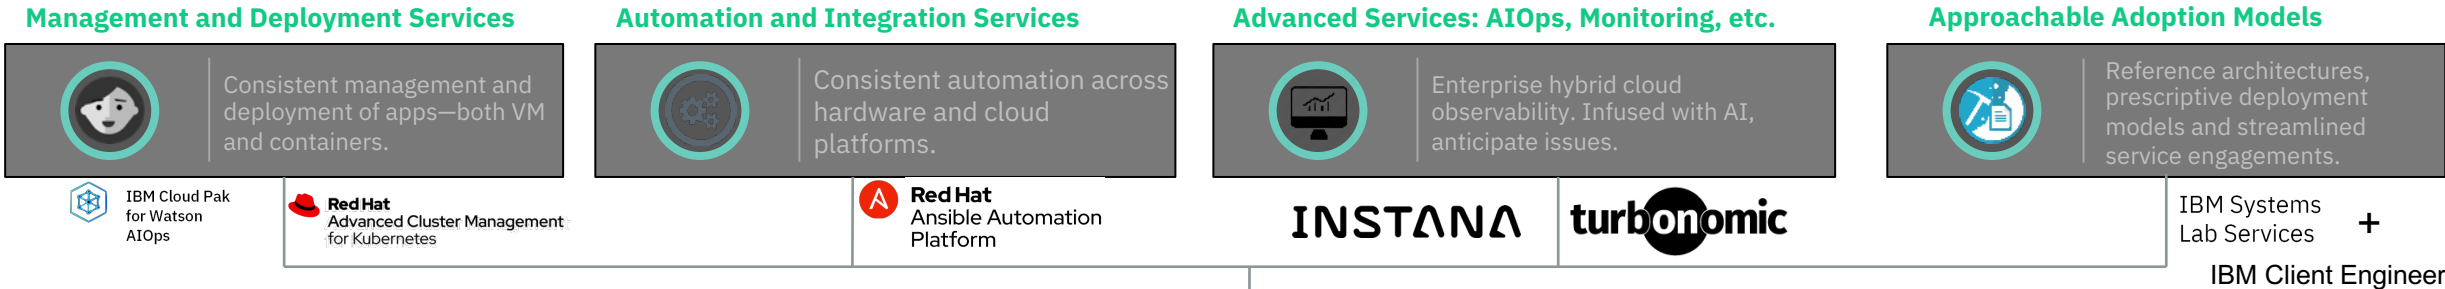 Management and Deployment Services
Consistent management and
deployment of apps—both VM
and containers.
IBM Cloud Pak
for Watson
AIOps
Red Hat
Advanced Cluster Management
for Kubernetes
Automation and Integration Services
Consistent automation across
hardware and cloud
platforms.
Red Hat
Ansible Automation
Platform
Advanced Services: AIOps, Monitoring, etc.
Enterprise hybrid cloud
observability. Infused with AI,
anticipate issues.
INSTANA
turbonomic
Approachable Adoption Models
Reference architectures,
prescriptive deployment
models and streamlined
service engagements.
IBM Systems
Lab Services +
IBM Client Engineer